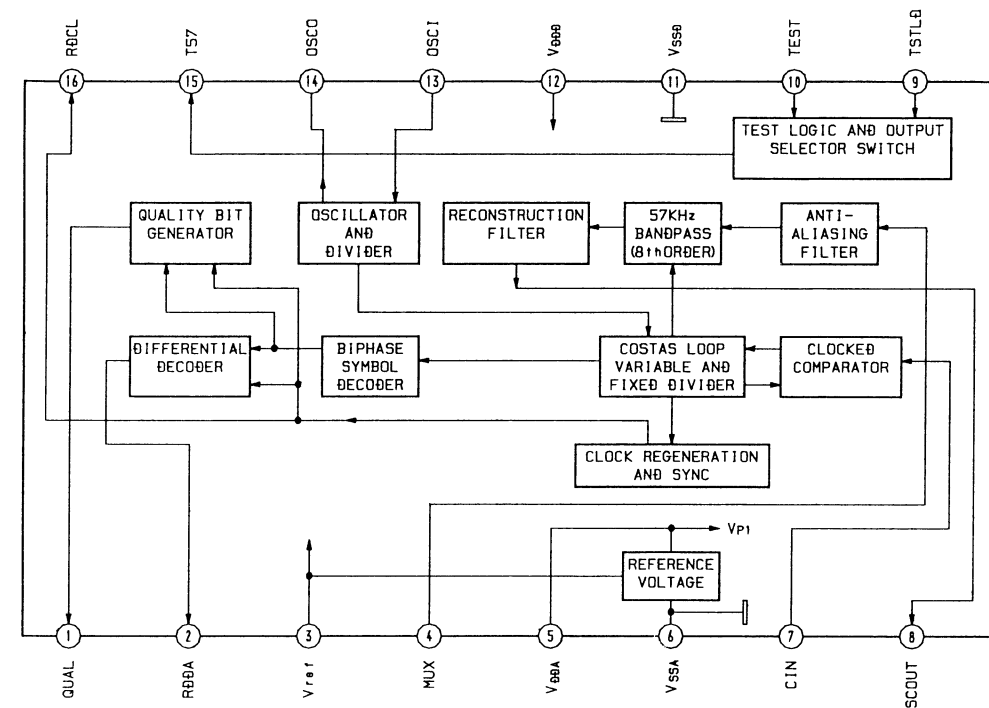 RDCL
T57
OSCO
OSCI
VDDD
VSSD
TEST
TSTLD
16
15
14
13
12
11
10
9
TEST LOGIC AND OUTPUT
SELECTOR SWITCH
QUALITY BIT
GENERATOR
OSCILLATOR
AND
DIVIDER
RECONSTRUCTION
FILTER
57KHz
BANDPASS
(8thORDER)
ANTI-
ALIASING
FILTER
DIFFERENTIAL
DECODER
BIPHASE
SYMBOL
DECODER
COSTAS LOOP
VARIABLE AND
FIXED DIVIDER
CLOCKED
COMPARATOR
CLOCK REGENERATION
AND SYNC
VP1
REFERENCE
VOLTAGE
1
2
3
4
5
6
7
8
QUAL
RDDA
Vref
MUX
VDDA
VSSA
CIN
SCOUT